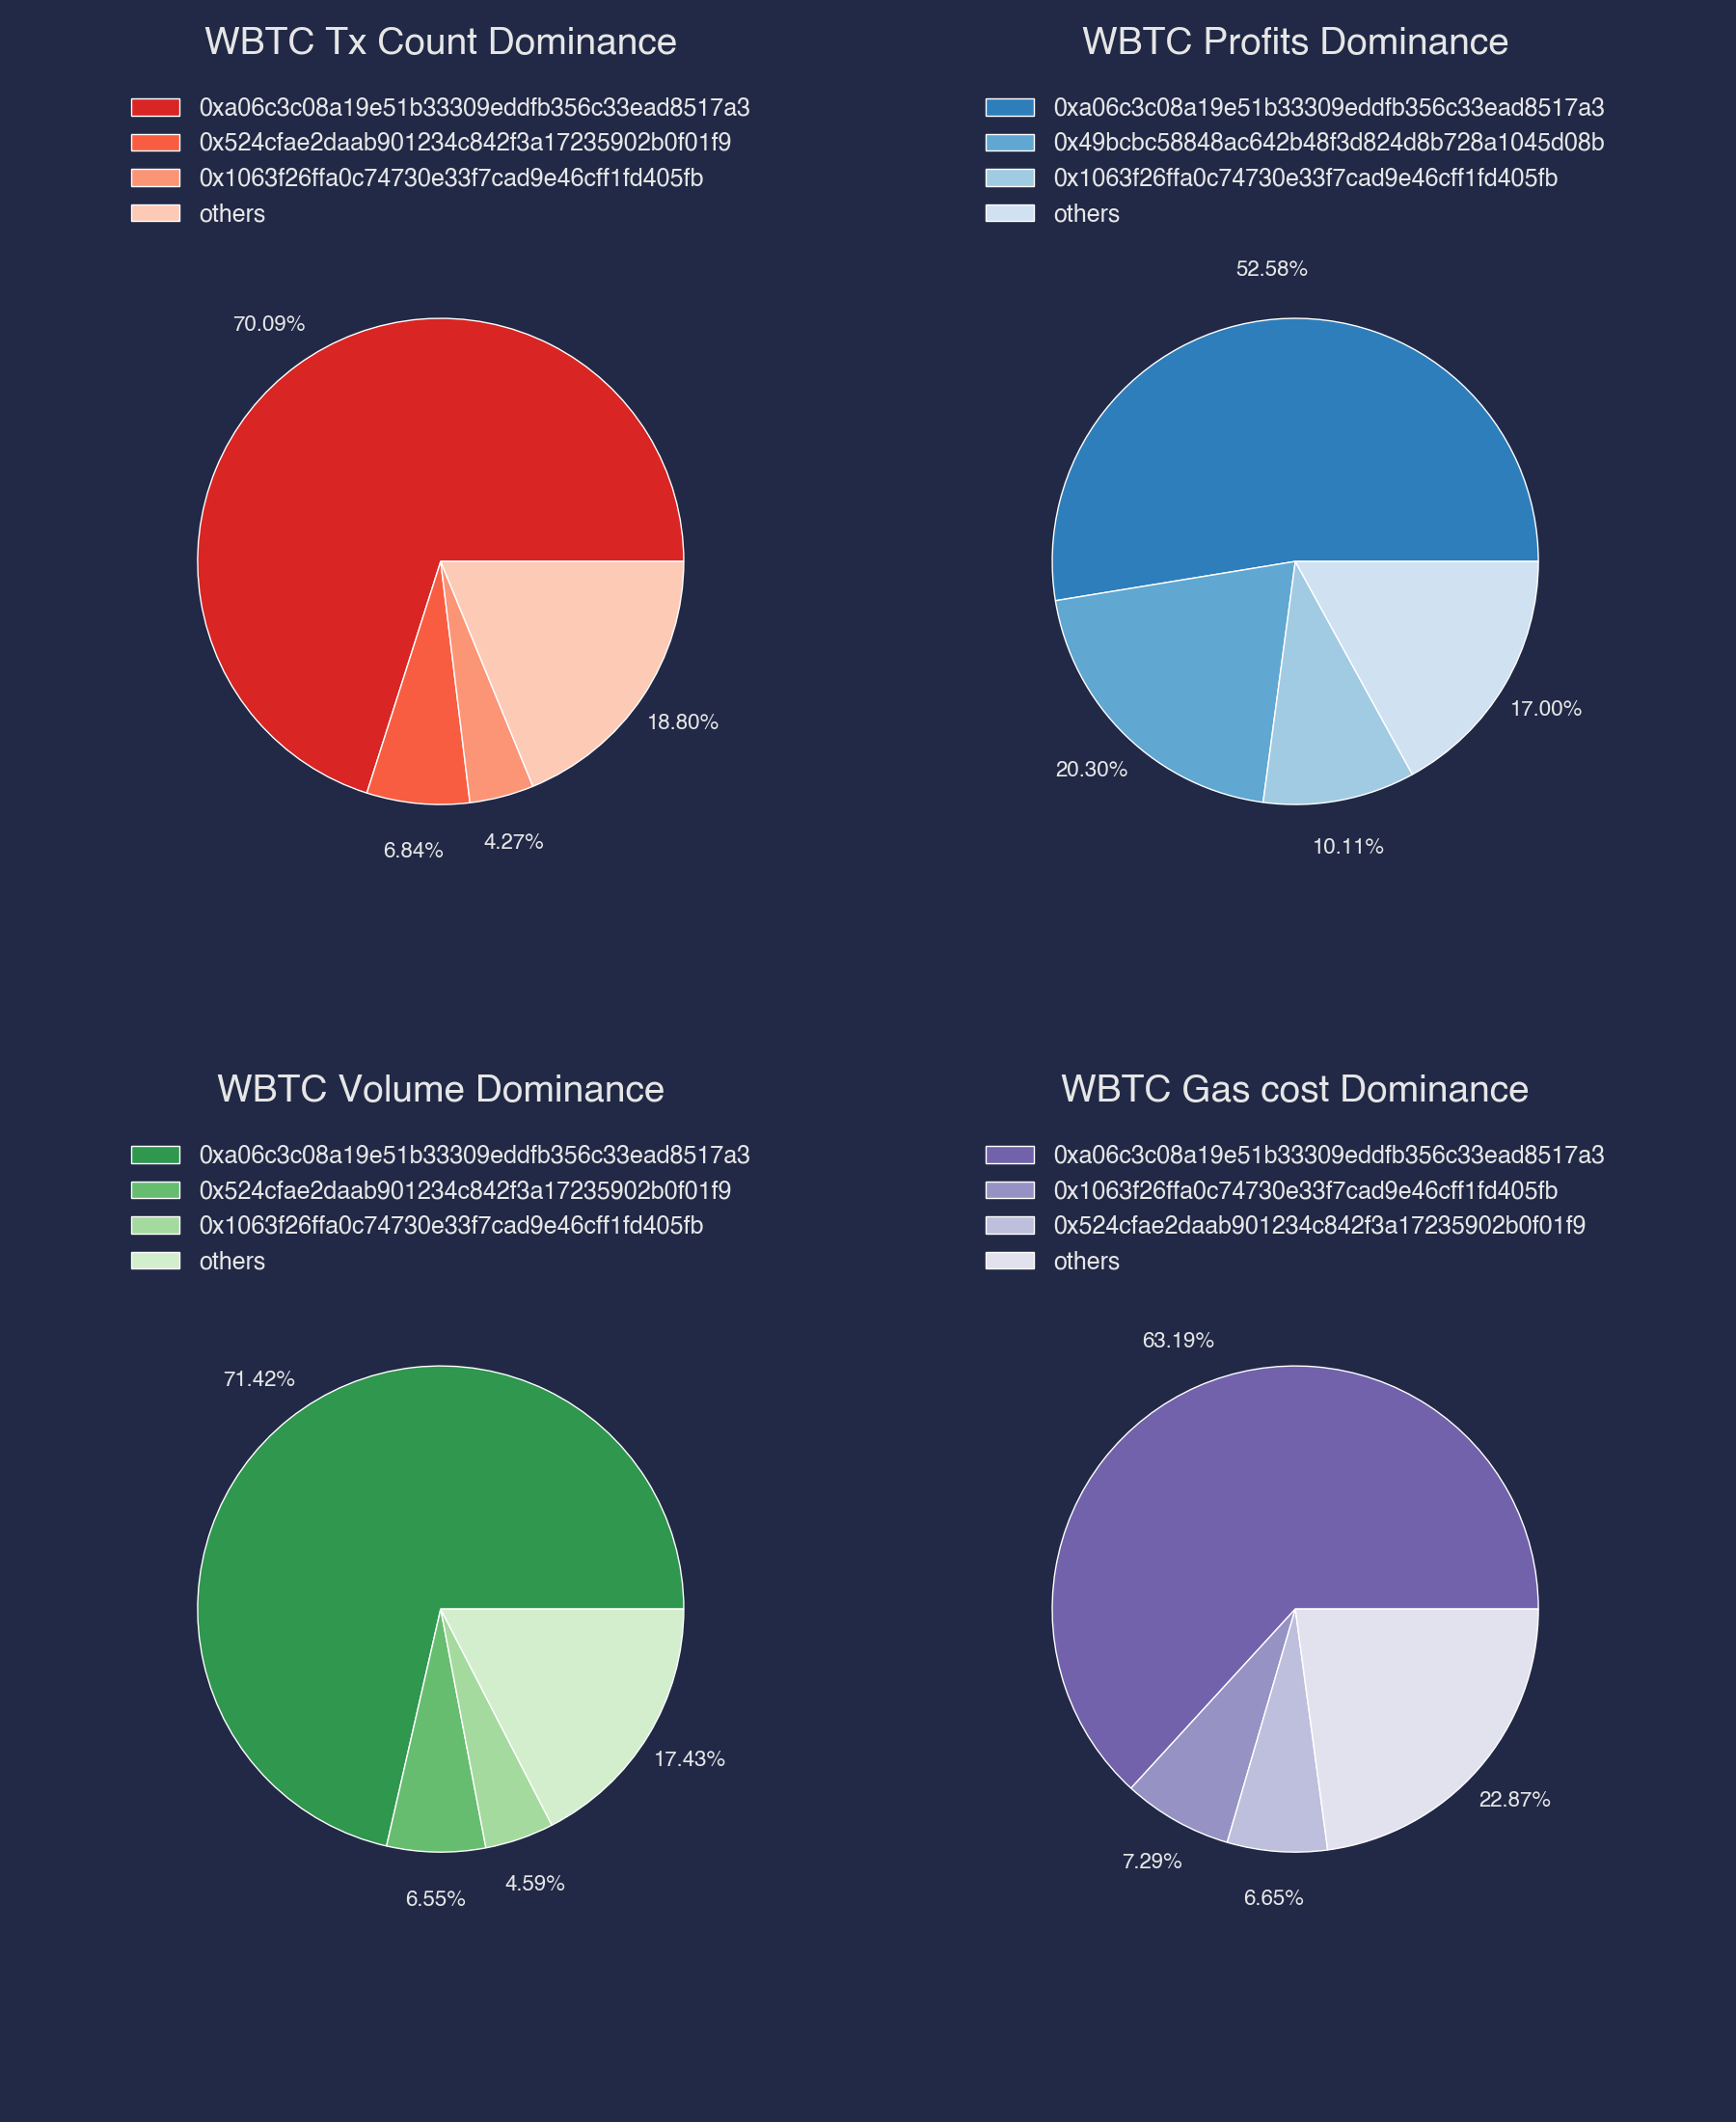 WBTC Tx Count Dominance
0xa06c3c08a19e51b33309eddfb356c33ead8517a3
0x524cfae2daab901234c842f3a17235902b0f01f9
0x1063f26ffa0c74730e33f7cad9e46cff1fd405fb
others
70.09%
18.80%
6.84%
4.27%
WBTC Profits Dominance
0xa06c3c08a19e51b33309eddfb356c33ead8517a3
0x49bcbc58848ac642b48f3d824d8b728a1045d08b
0x1063f26ffa0c74730e33f7cad9e46cff1fd405fb
others
52.58%
17.00%
20.30%
10.11%
WBTC Volume Dominance
0xa06c3c08a19e51b33309eddfb356c33ead8517a3
0x524cfae2daab901234c842f3a17235902b0f01f9
0x1063f26ffa0c74730e33f7cad9e46cff1fd405fb
others
71.42%
17.43%
6.55%
4.59%
WBTC Gas cost Dominance
0xa06c3c08a19e51b33309eddfb356c33ead8517a3
0x1063f26ffa0c74730e33f7cad9e46cff1fd405fb
0x524cfae2daab901234c842f3a17235902b0f01f9
others
63.19%
22.87%
7.29%
6.65%